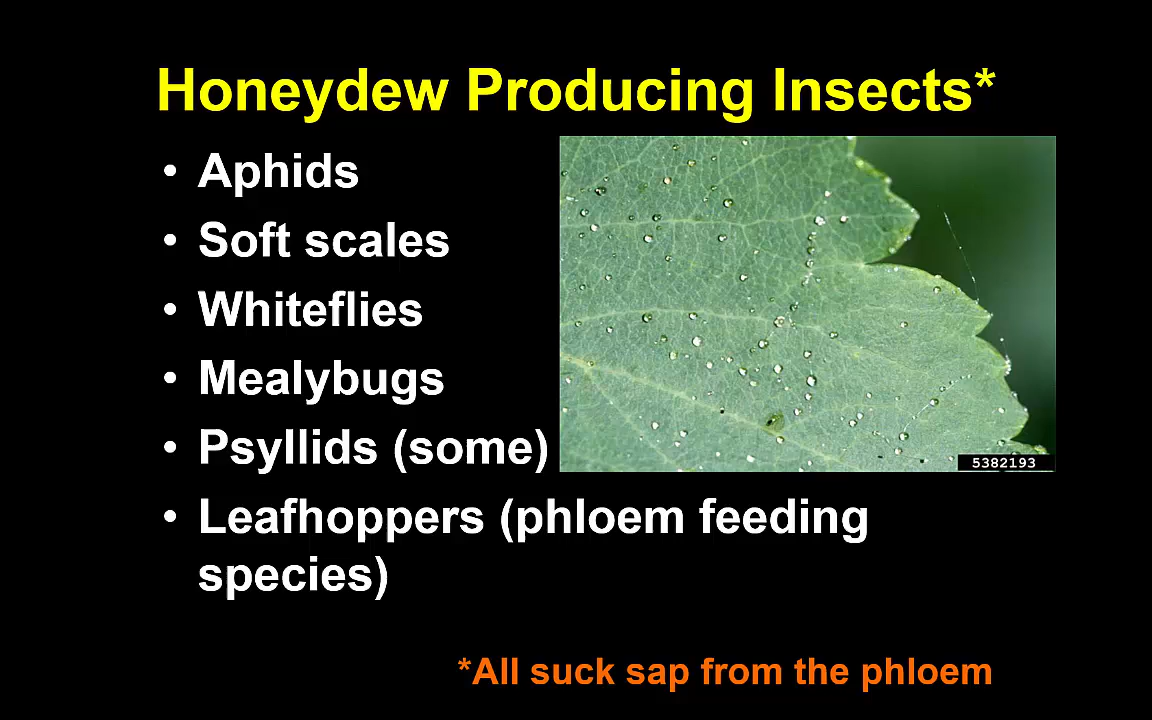 Honeydew Producing Insects*
• Aphids
• Soft scales
• Whiteflies
• Mealybugs
• Psyllids (some)
5382193
• Leafhoppers (phloem feeding
species)
*All suck sap from the phloem